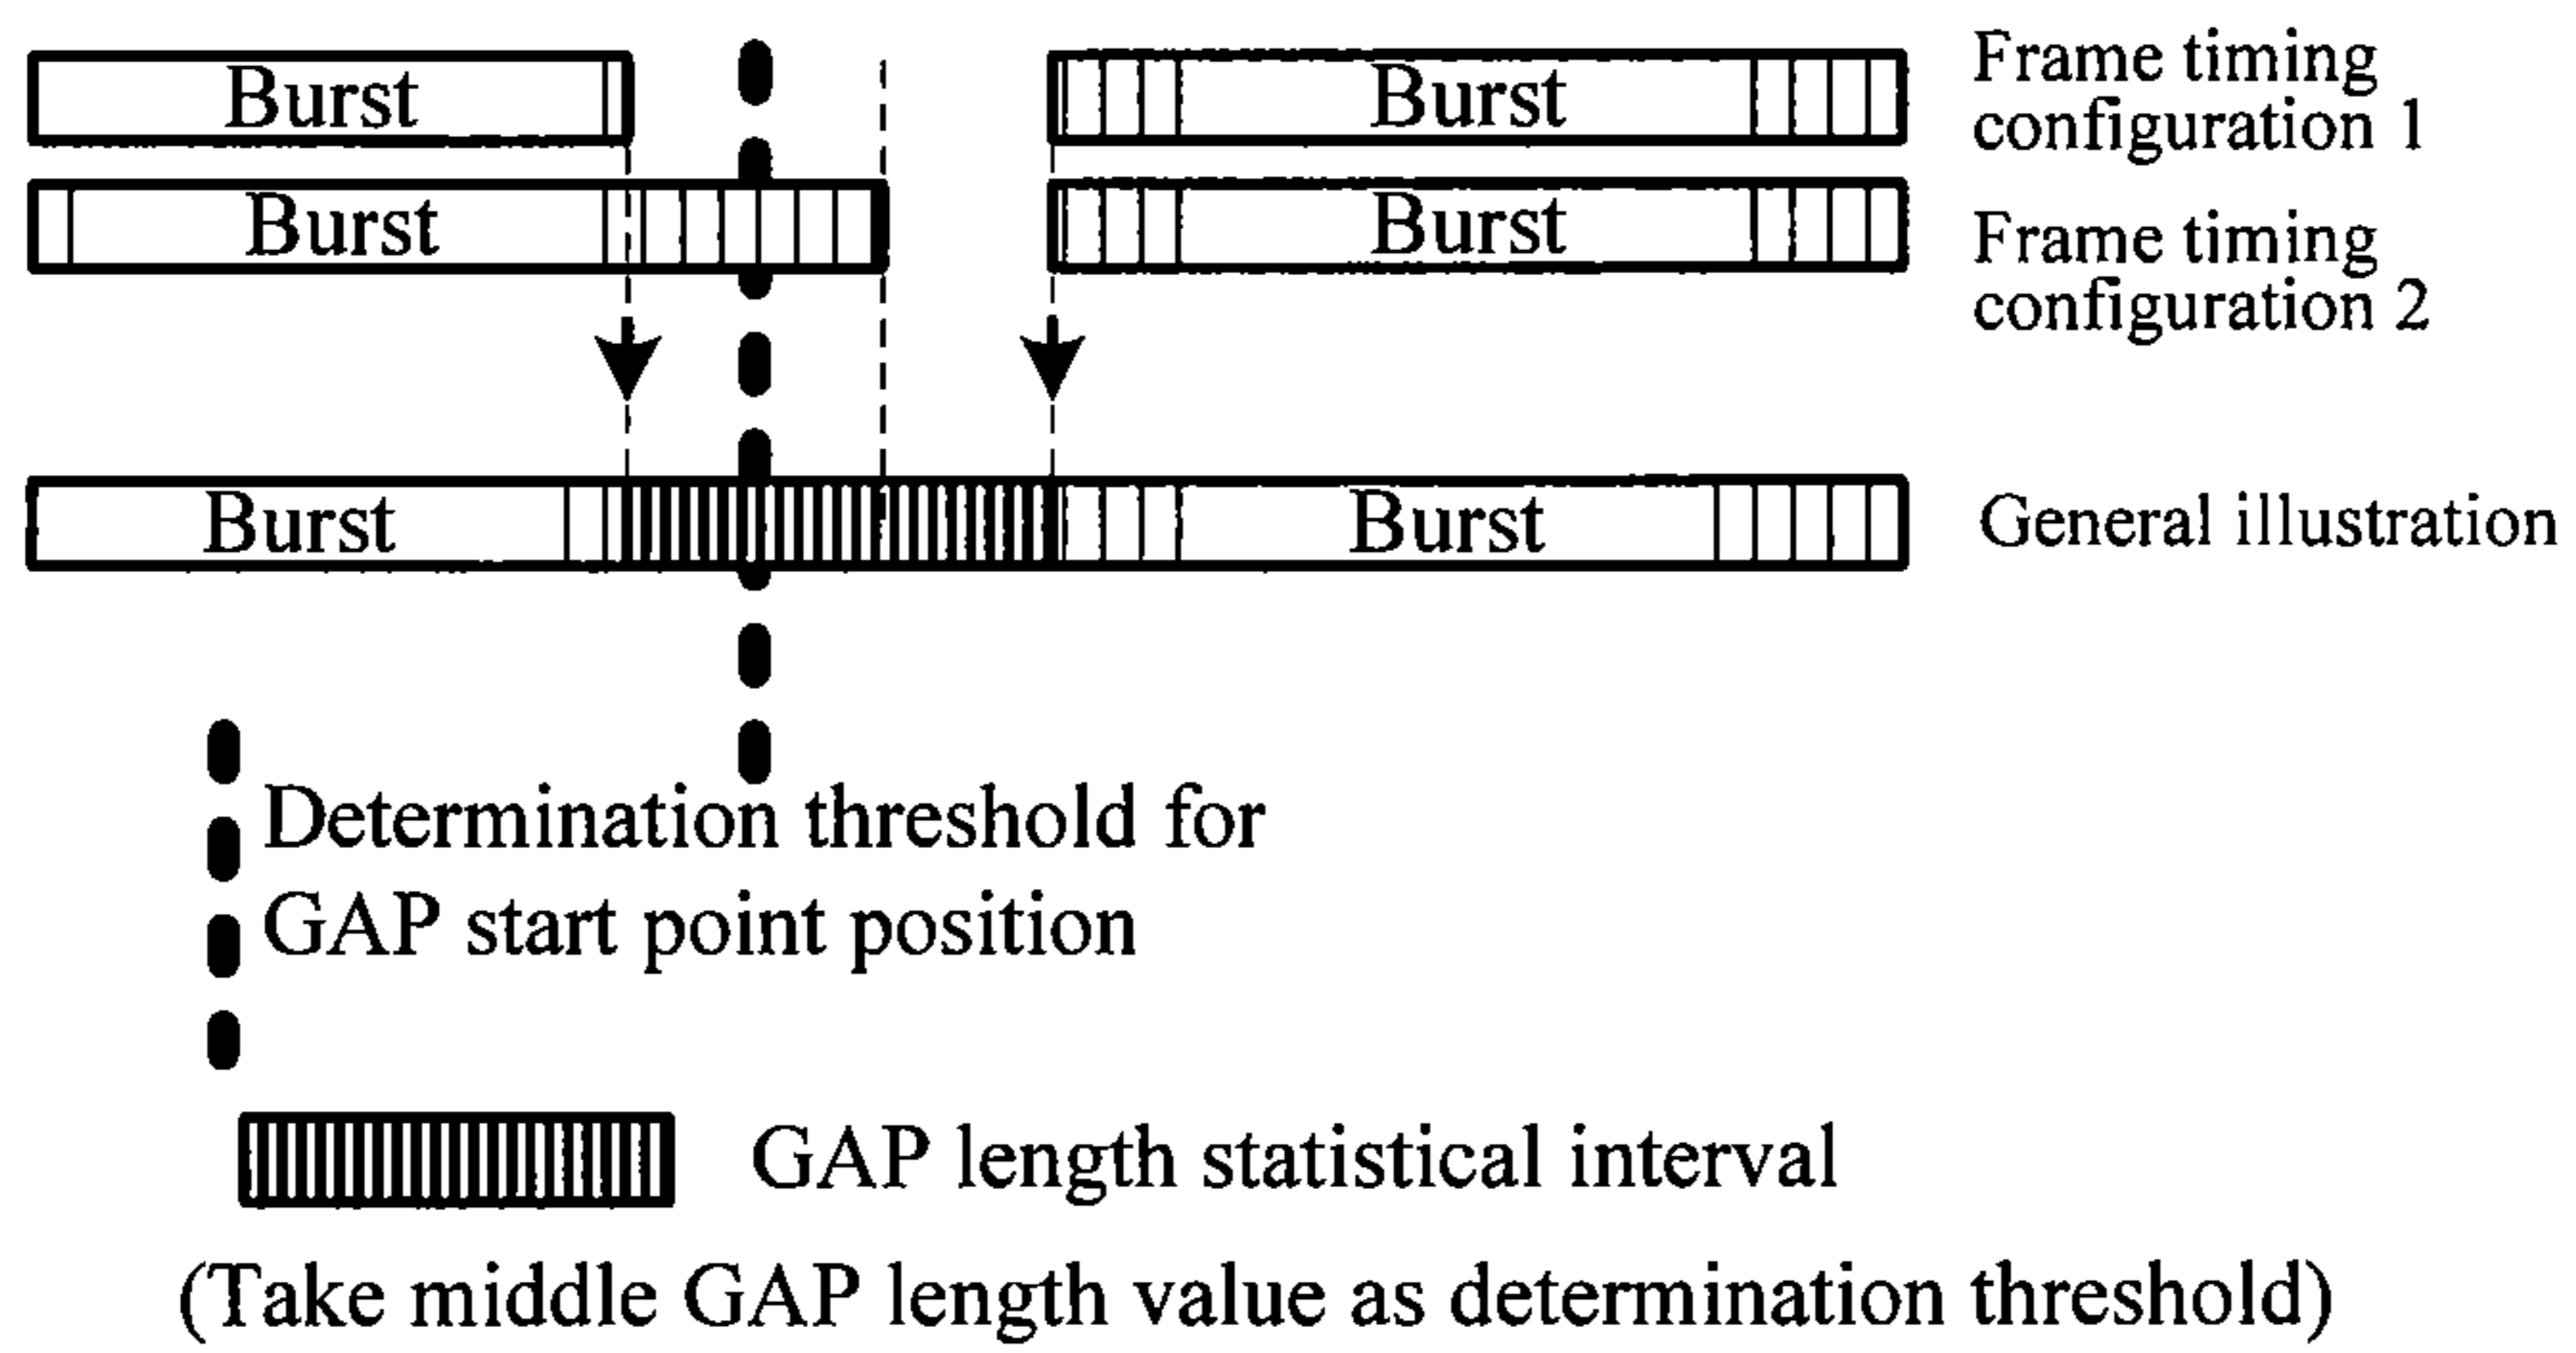 Burst Burst Frame timing
configuration 1
Burst Burst Frame timing
configuration 2
Burst Burst General illustration
Determination threshold for
GAP start point position
GAP length statistical interval
(Take middle GAP length value as determination threshold)